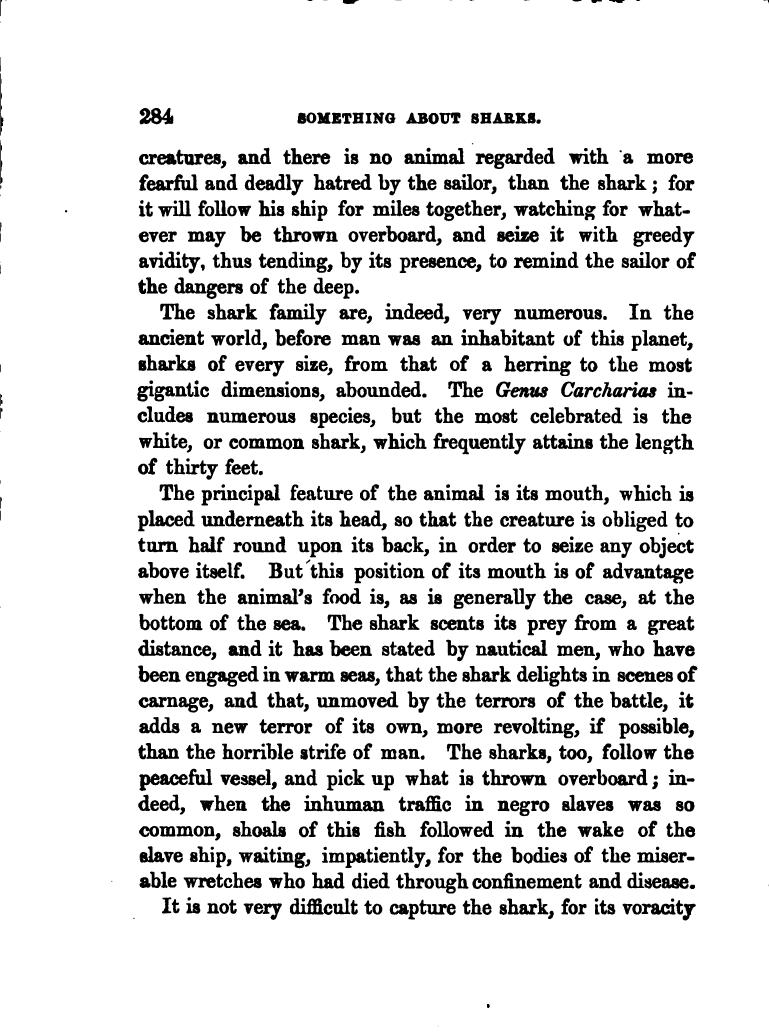 284 SOMETHING ABOUT SHARKS.
creatures, and there is no animal regarded with a more
fearful and deadly hatred by the sailor, than the shark; for
it will follow his ship for miles together, watching for what-
ever may be thrown overboard, and seize it with greedy
avidity, thus tending, by its presence, to remind the sailor of
the dangers of the deep.
The shark family are, indeed, very numerous. In the
ancient world, before man was an inhabitant of this planet,
sharks of every size, from that of a herring to the most
gigantic dimensions, abounded. The Genus Carcharias in-
cludes numerous species, but the most celebrated is the
white, or common shark, which frequently attains the length
of thirty feet.
The principal feature of the animal is its mouth, which is
placed underneath its head, so that the creature is obliged to
turn half round upon its back, in order to seize any object
above itself. But this position of its mouth is of advantage
when the animal's food is, as is generally the case, at the
bottom of the sea. The shark scents its prey from a great
distance, and it has been stated by nautical men, who have
been engaged in warm seas, that the shark delights in scenes of
carnage, and that, unmoved by the terrors of the battle, it
adds a new terror of its own, more revolting, if possible,
than the horrible strife of man. The sharks, too, follow the
peaceful vessel, and pick up what is thrown overboard; in-
deed, when the inhuman traffic in negro slaves was so
common, shoals of this fish followed in the wake of the
slave ship, waiting, impatiently, for the bodies of the miser-
able wretches who had died through confinement and disease.
It is not very difficult to capture the shark, for its voracity